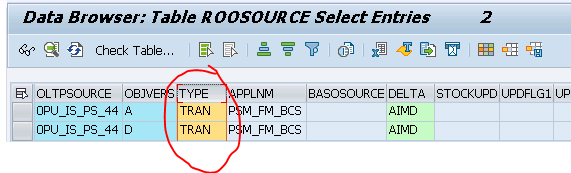 Data Browser: Table ROOSOURCE Select Entries 2
Check Table...
OLTPSOURCE OBJVERS TYPE APPLNM BASOSOURCE DELTA STOCKUPD UPDFLG1 UP
0PU_IS_PS_44 A TRAN PSM_FM_BCS AIMD
0PU_IS_PS_44 D TRAN PSM_FM_BCS AIMD